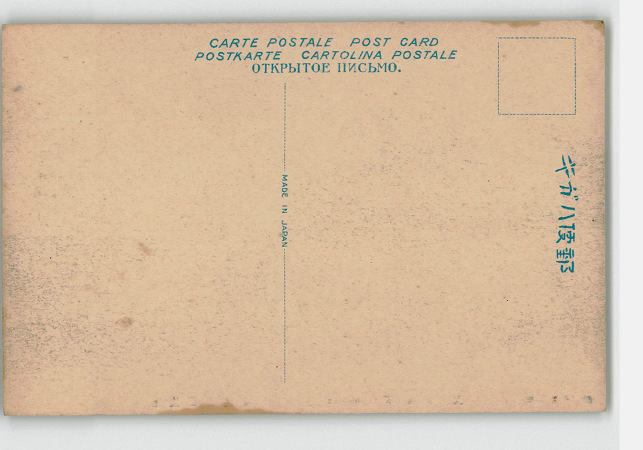 CARTE POSTALE POST CARD
POSTKARTE CARTOLINA POSTALE
ОТКРЫТОЕ ПИСЬМО.
MADE IN JAPAN
キガハ便郵